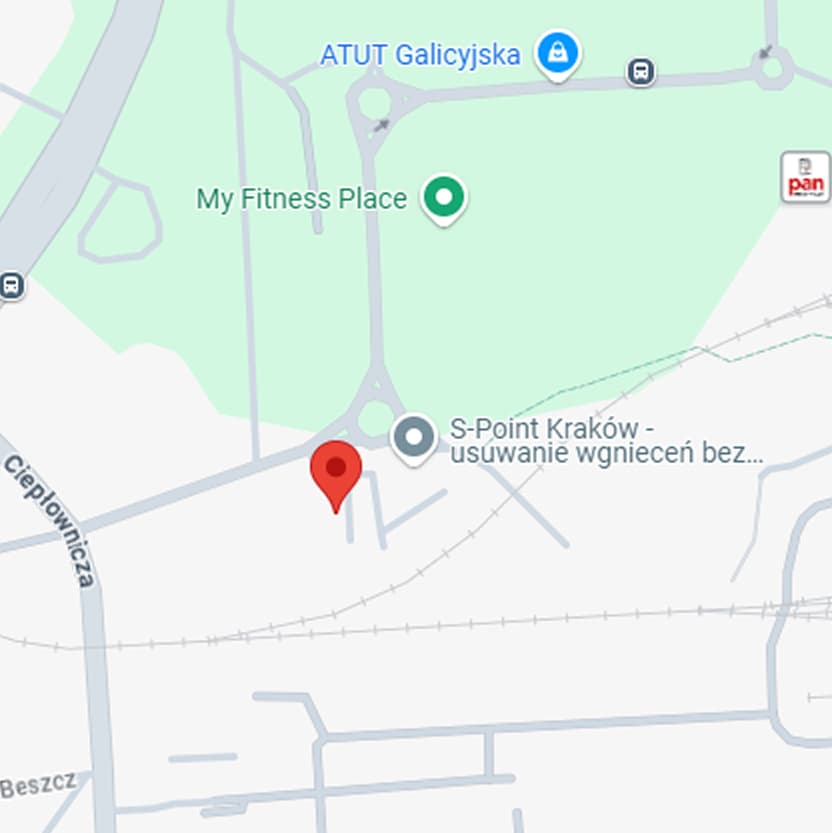 ATUT Galicyjska
pan
My Fitness Place
S-Point Kraków -
usuwanie wgnieceń bez...
Ciepłownicza
Beszcz